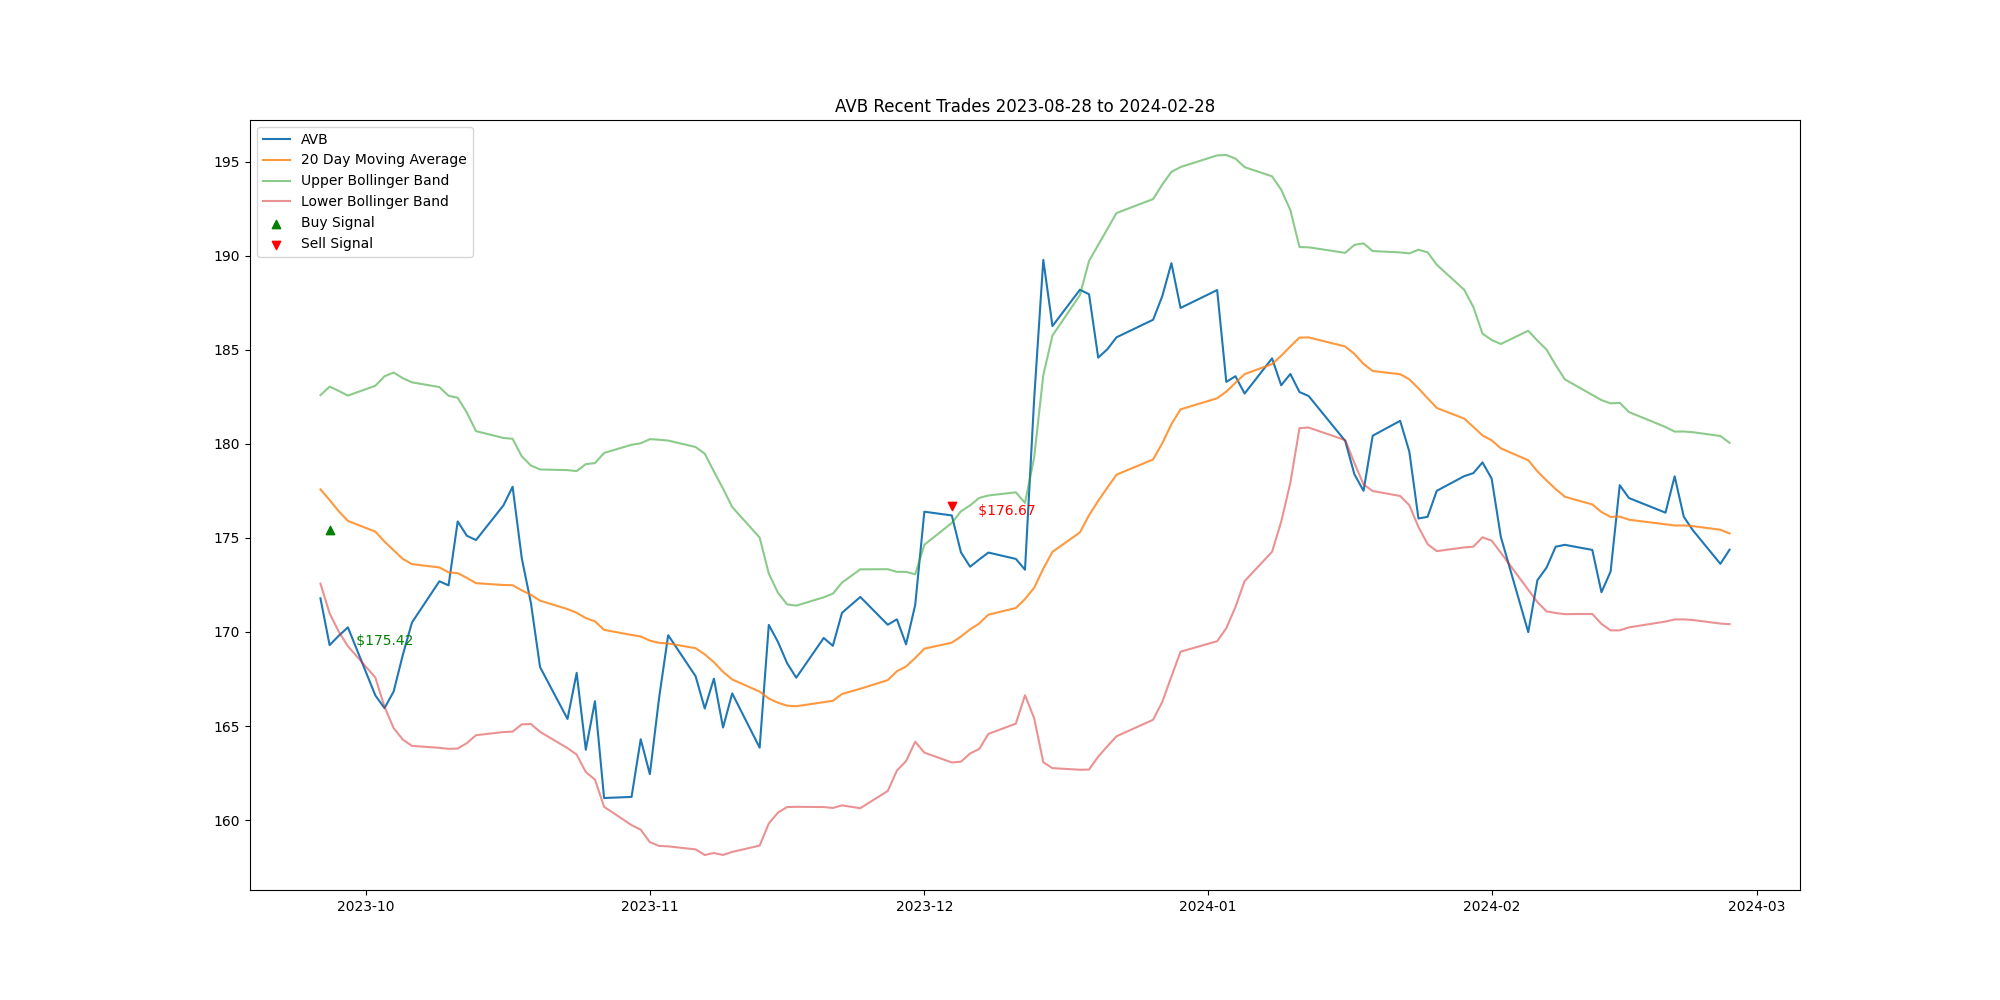 AVB Recent Trades 2023-08-28 to 2024-02-28
AVB
20 Day Moving Average
Upper Bollinger Band
Lower Bollinger Band
Buy Signal
Sell Signal
195
190
185
180
175
170
165
160
$175.42
$176.67
2023-10
2023-11
2023-12
2024-01
2024-02
2024-03